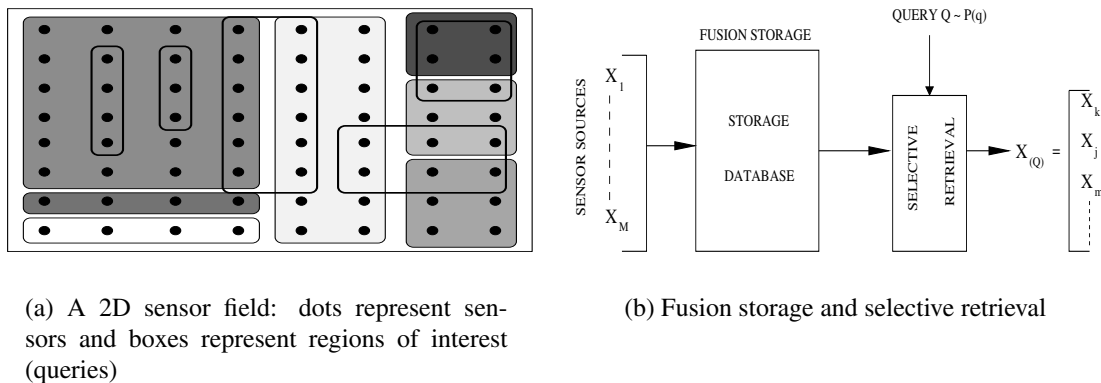 QUERY Q ~ P(q)
FUSION STORAGE
SENSOR SOURCES
X_1
X_M
STORAGE
DATABASE
SELECTIVE
RETRIEVAL
X_(Q) =
X_k
X_j
X_m
(a) A 2D sensor field: dots represent sen-
sors and boxes represent regions of interest
(queries)
(b) Fusion storage and selective retrieval